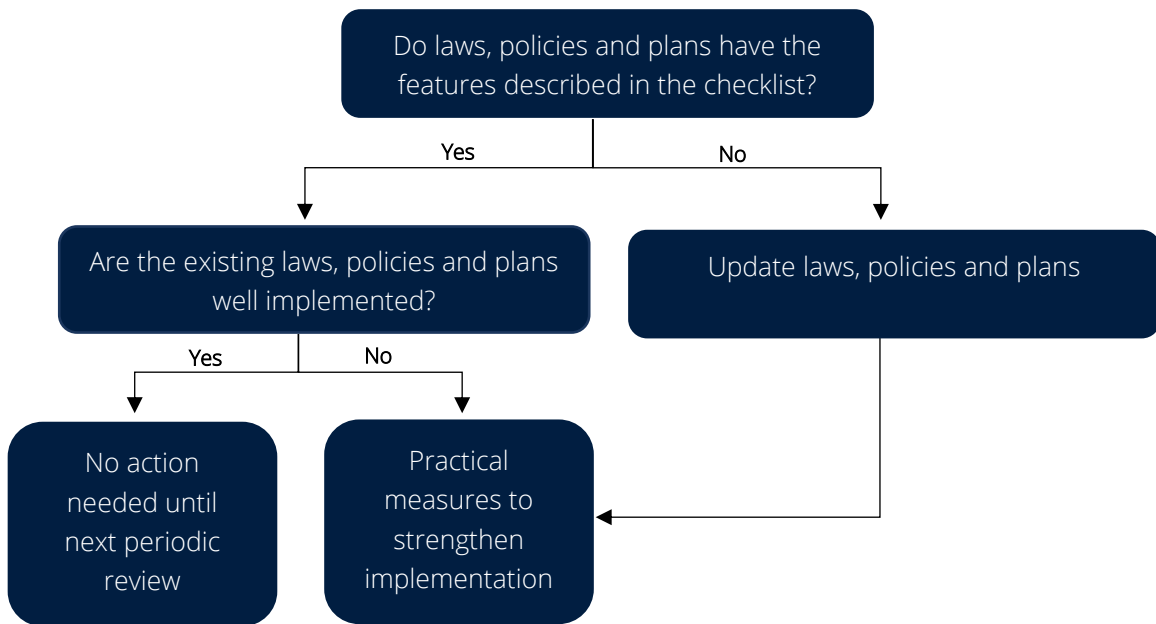 Do laws, policies and plans have the
features described in the checklist?
Yes
No
Are the existing laws, policies and plans
well implemented?
Update laws, policies and plans
Yes
No
No action
needed until
next periodic
review
Practical
measures to
strengthen
implementation